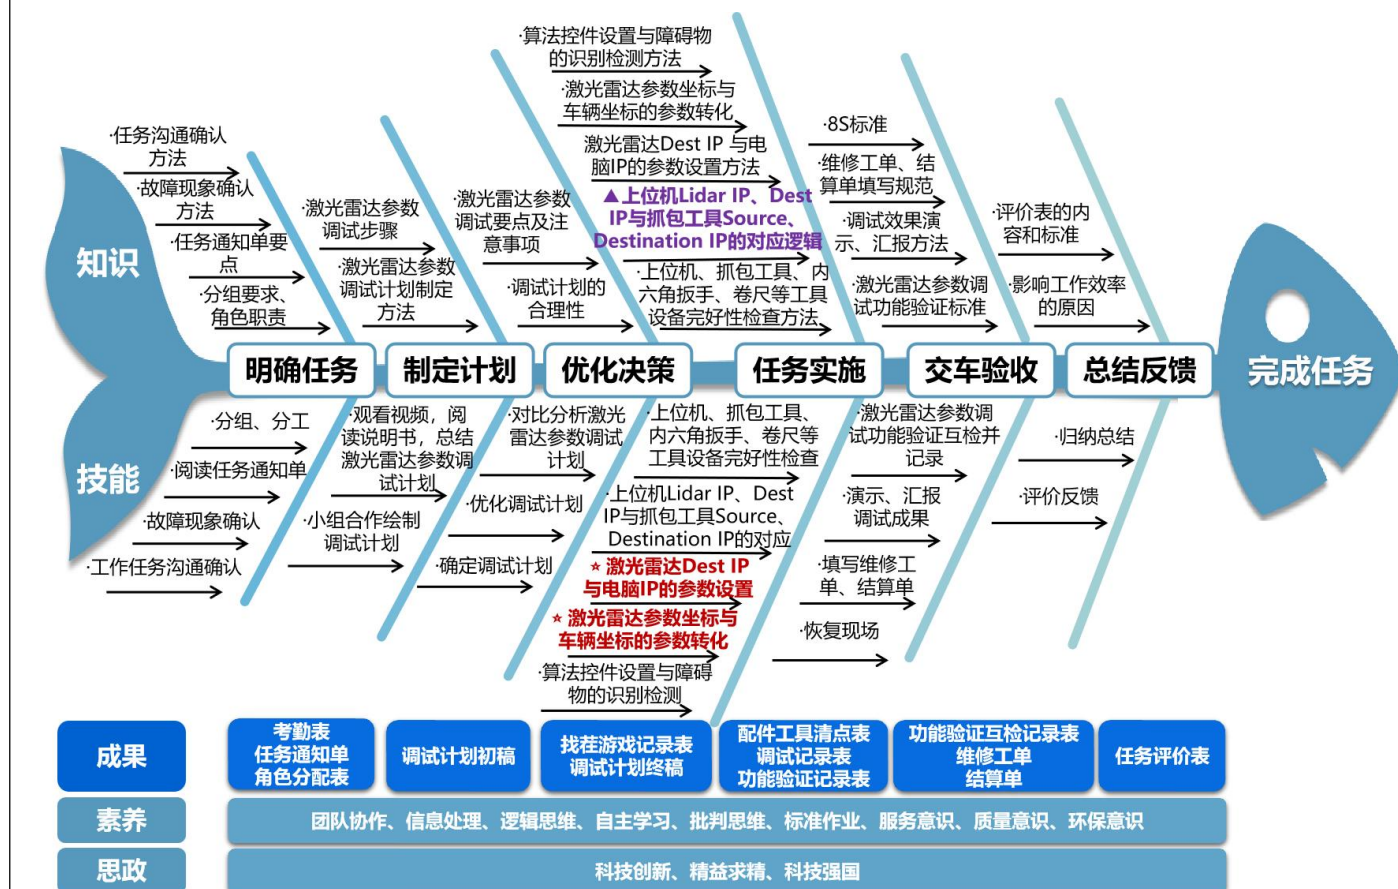 ·算法控件设置与障碍物
的识别检测方法
·激光雷达参数坐标与
车辆坐标的参数转化
激光雷达Dest IP 与电
脑IP的参数设置方法
▲上位机Lidar IP、Dest
IP与抓包工具Source、
Destination IP的对应逻辑
·上位机、抓包工具、内
六角扳手、卷尺等工具
设备完好性检查方法
·任务沟通确认
方法
·故障现象确认
方法
·任务通知单要
点
·分组要求、
角色职责
·激光雷达参数
调试步骤
·激光雷达参数
调试计划制定
方法
·激光雷达参数
调试要点及注
意事项
·调试计划的
合理性
·8S标准
·维修工单、结
算单填写规范
·调试效果演
示、汇报方法
·激光雷达参数调
试功能验证标准
·评价表的内
容和标准
·影响工作效率
的原因
知识
明确任务
制定计划
优化决策
任务实施
交车验收
总结反馈
完成任务
技能
·分组、分工
·阅读任务通知单
·故障现象确认
·工作任务沟通确认
·观看视频，阅
读说明书，总结
激光雷达参数调
试计划
·小组合作绘制
调试计划
·对比分析激光
雷达参数调试
计划
·优化调试计划
·确定调试计划
·上位机、抓包工具、
内六角扳手、卷尺等
工具设备完好性检查
·上位机Lidar IP、Dest
IP与抓包工具Source、
Destination IP的对应
☆激光雷达Dest IP
与电脑IP的参数设置
☆激光雷达参数坐标与
车辆坐标的参数转化
·算法控件设置与障碍
物的识别检测
·激光雷达参数调
试功能验证互检并
记录
·演示、汇报
调试成果
·填写维修工
单、结算单
·恢复现场
·归纳总结
·评价反馈
成果
考勤表
任务通知单
角色分配表
调试计划初稿
找茬游戏记录表
调试计划终稿
配件工具清点表
调试记录表
功能验证记录表
功能验证互检记录表
维修工单
结算单
任务评价表
素养
团队协作、信息处理、逻辑思维、自主学习、批判思维、标准作业、服务意识、质量意识、环保意识
思政
科技创新、精益求精、科技强国